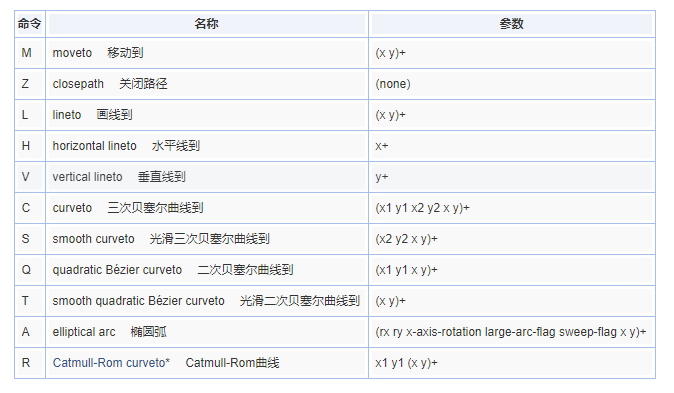 命令 名称 参数
M moveto 移动到 (x y)+
Z closepath 关闭路径 (none)
L lineto 画线到 (x y)+
H horizontal lineto 水平线到 x+
V vertical lineto 垂直线到 y+
C curveto 三次贝塞尔曲线到 (x1 y1 x2 y2 x y)+
S smooth curveto 光滑三次贝塞尔曲线到 (x2 y2 x y)+
Q quadratic Bézier curveto 二次贝塞尔曲线到 (x1 y1 x y)+
T smooth quadratic Bézier curveto 光滑二次贝塞尔曲线到 (x y)+
A elliptical arc 椭圆弧 (rx ry x-axis-rotation large-arc-flag sweep-flag x y)+
R Catmull-Rom curveto* Catmull-Rom曲线 x1 y1 (x y)+